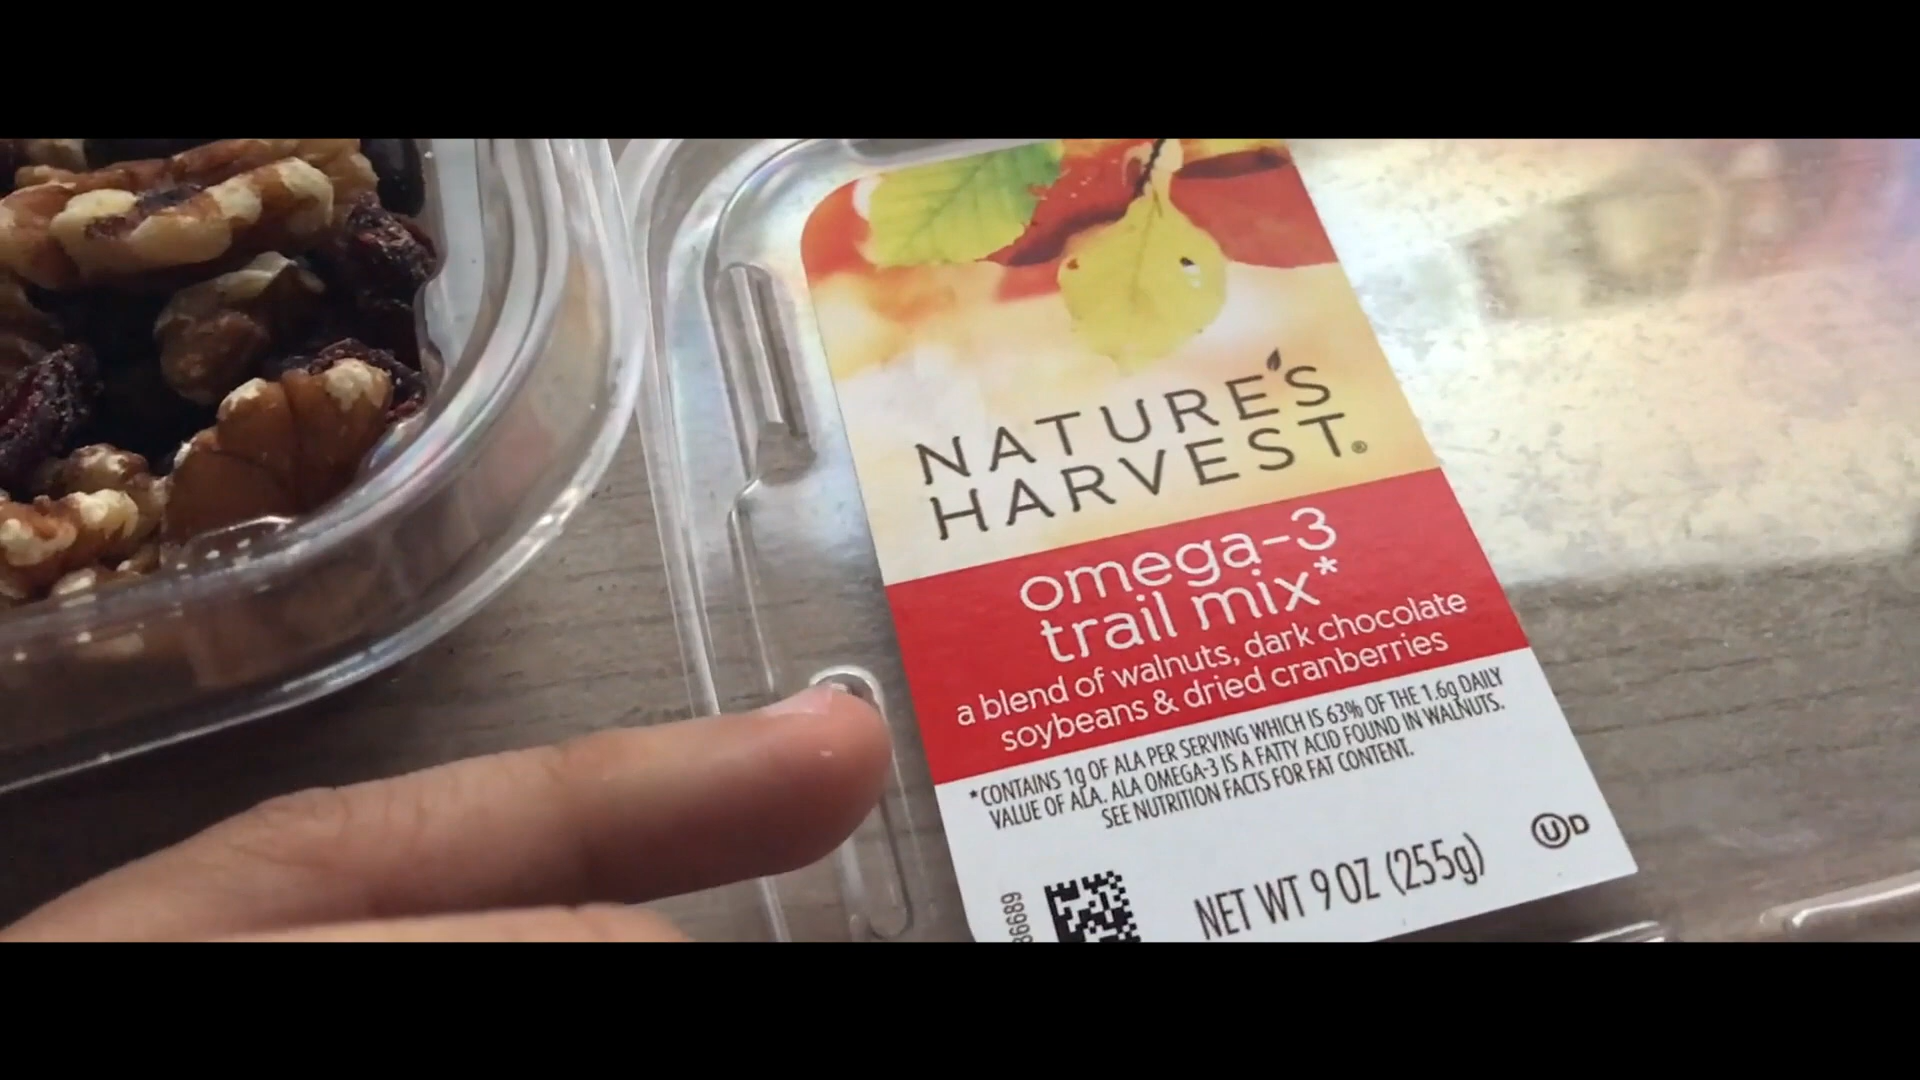 NATURE'S
HARVEST®
omega-3
trail mix*
a blend of walnuts, dark chocolate
soybeans & dried cranberries
*CONTAINS 1g OF ALA PER SERVING WHICH IS 63% OF THE 1.6g DAILY
VALUE OF ALA. ALA OMEGA-3 IS A FATTY ACID FOUND IN WALNUTS.
SEE NUTRITION FACTS FOR FAT CONTENT.
NET WT 9 OZ (255g)
UD